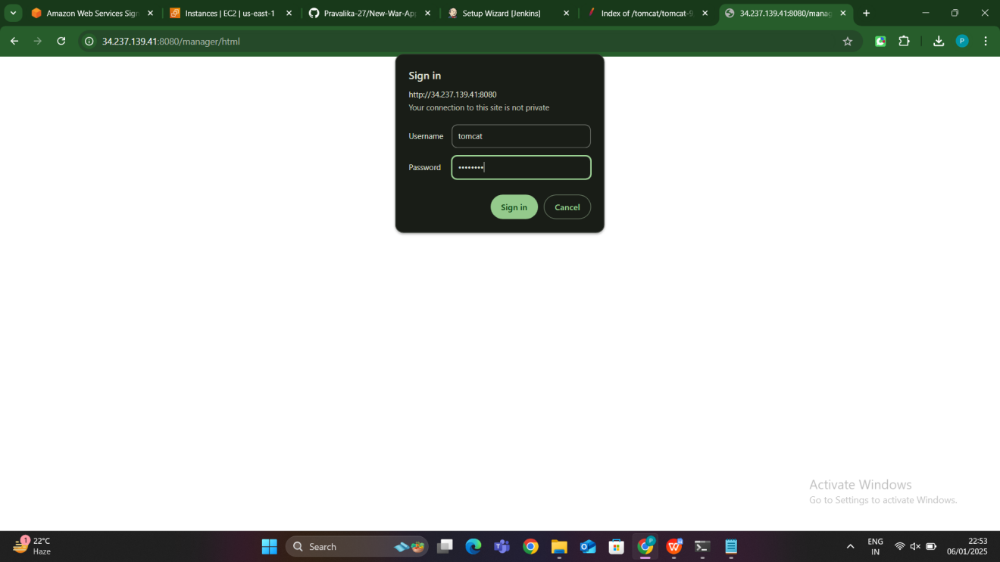 Amazon Web Services Sign
Instances | EC2 | us-east-1
Pravalika-27/New-War-App
Setup Wizard [Jenkins]
Index of /tomcat/tomcat-9
34.237.139.41:8080/manag
34.237.139.41:8080/manager/html
P
Sign in
http://34.237.139.41:8080
Your connection to this site is not private
Username
tomcat
Password
••••••••
Sign in
Cancel
Activate Windows
Go to Settings to activate Windows.
1
22°C
Haze
Search
P
ENG
IN
22:53
06/01/2025